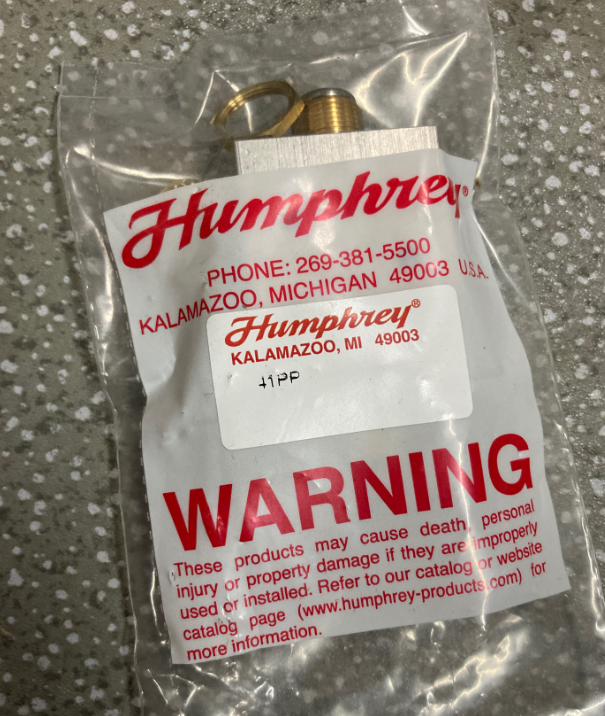 Humphrey®
PHONE: 269-381-5500
KALAMAZOO, MICHIGAN 49003 U.S.A.
Humphrey®
KALAMAZOO, MI 49003
41PP
WARNING
These products may cause death, personal
injury or property damage if they are improperly
used or installed. Refer to our catalog or website
catalog page (www.humphrey-products.com) for
more information.